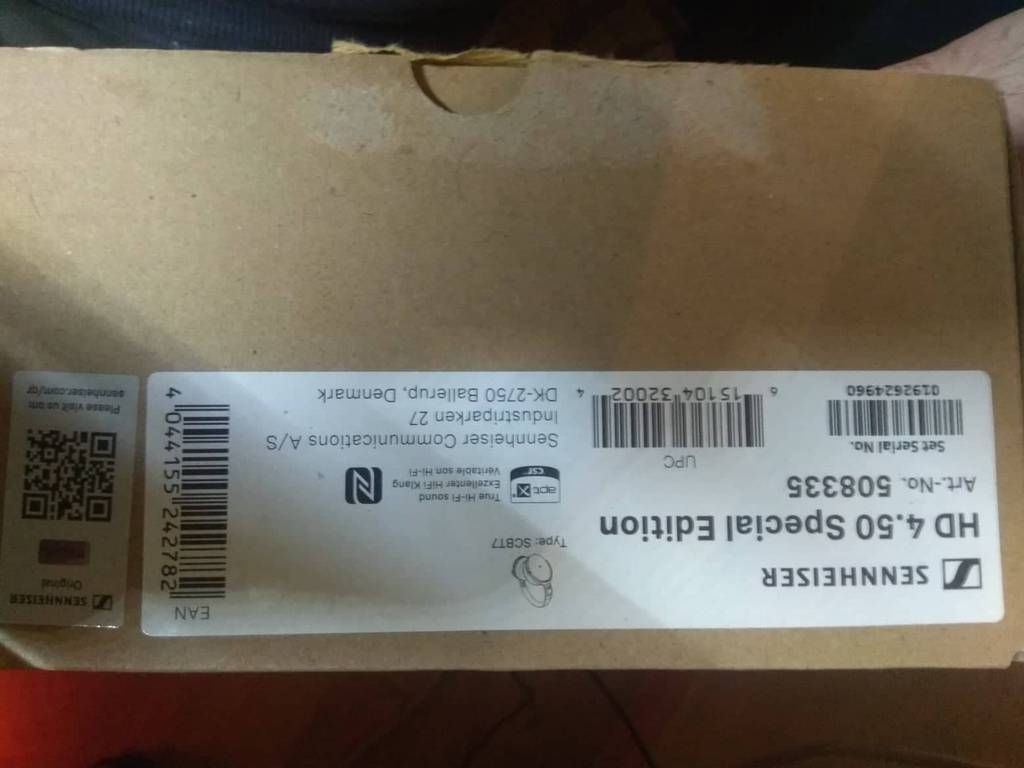 SENNHEISER
HD 4.50 Special Edition
Art.-No. 508335
Set Serial No.
0192624960
UPC
6 15104 32002 4
Type: SCBT7
aptX
CSR
True Hi-Fi sound
Exzellenter HiFi Klang
Véritable son Hi-Fi
Sennheiser Communications A/S
Industriparken 27
DK-2750 Ballerup, Denmark
EAN
4 044155 242782
SENNHEISER
Original
Please visit us on:
sennheiser.com/qr